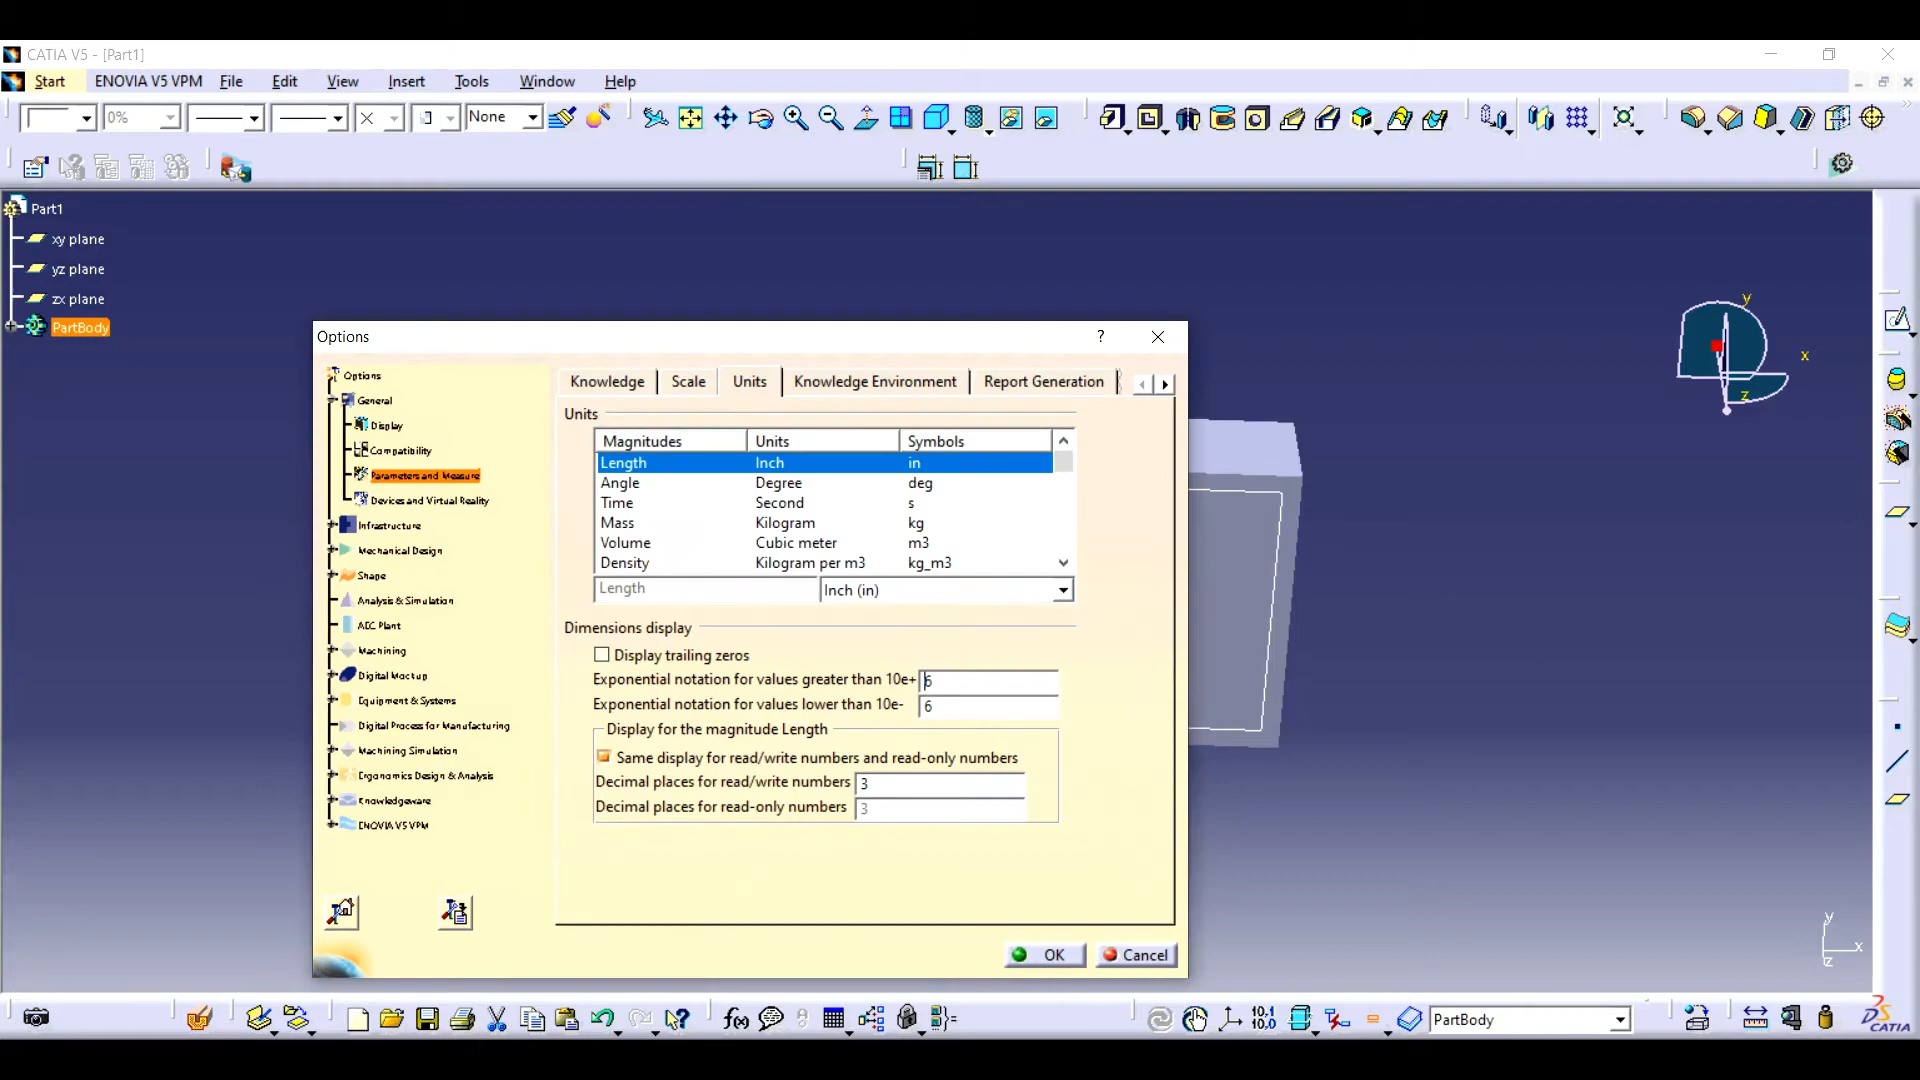 CATIA V5 - [Part1]
Start ENOVIA V5 VPM File Edit View Insert Tools Window Help
0% None
Part1
xy plane
yz plane
zx plane
PartBody
Options ?
Options
General
Display
Compatibility
Parameters and Measure
Devices and Virtual Reality
Infrastructure
Mechanical Design
Shape
Analysis & Simulation
AEC Plant
Machining
Digital Mockup
Equipment & Systems
Digital Process for Manufacturing
Machining Simulation
Ergonomics Design & Analysis
Knowledgeware
ENOVIA V5 VPM
Knowledge Scale Units Knowledge Environment Report Generation
Units
Magnitudes Units Symbols
Length Inch in
Angle Degree deg
Time Second s
Mass Kilogram kg
Volume Cubic meter m3
Density Kilogram per m3 kg_m3
Length Inch (in)
Dimensions display
Display trailing zeros
Exponential notation for values greater than 10e+ 6
Exponential notation for values lower than 10e- 6
Display for the magnitude Length
Same display for read/write numbers and read-only numbers
Decimal places for read/write numbers 3
Decimal places for read-only numbers 3
OK Cancel
y
x
z
y
x
z
f(x) 10,1
10,0 PartBody
DS CATIA